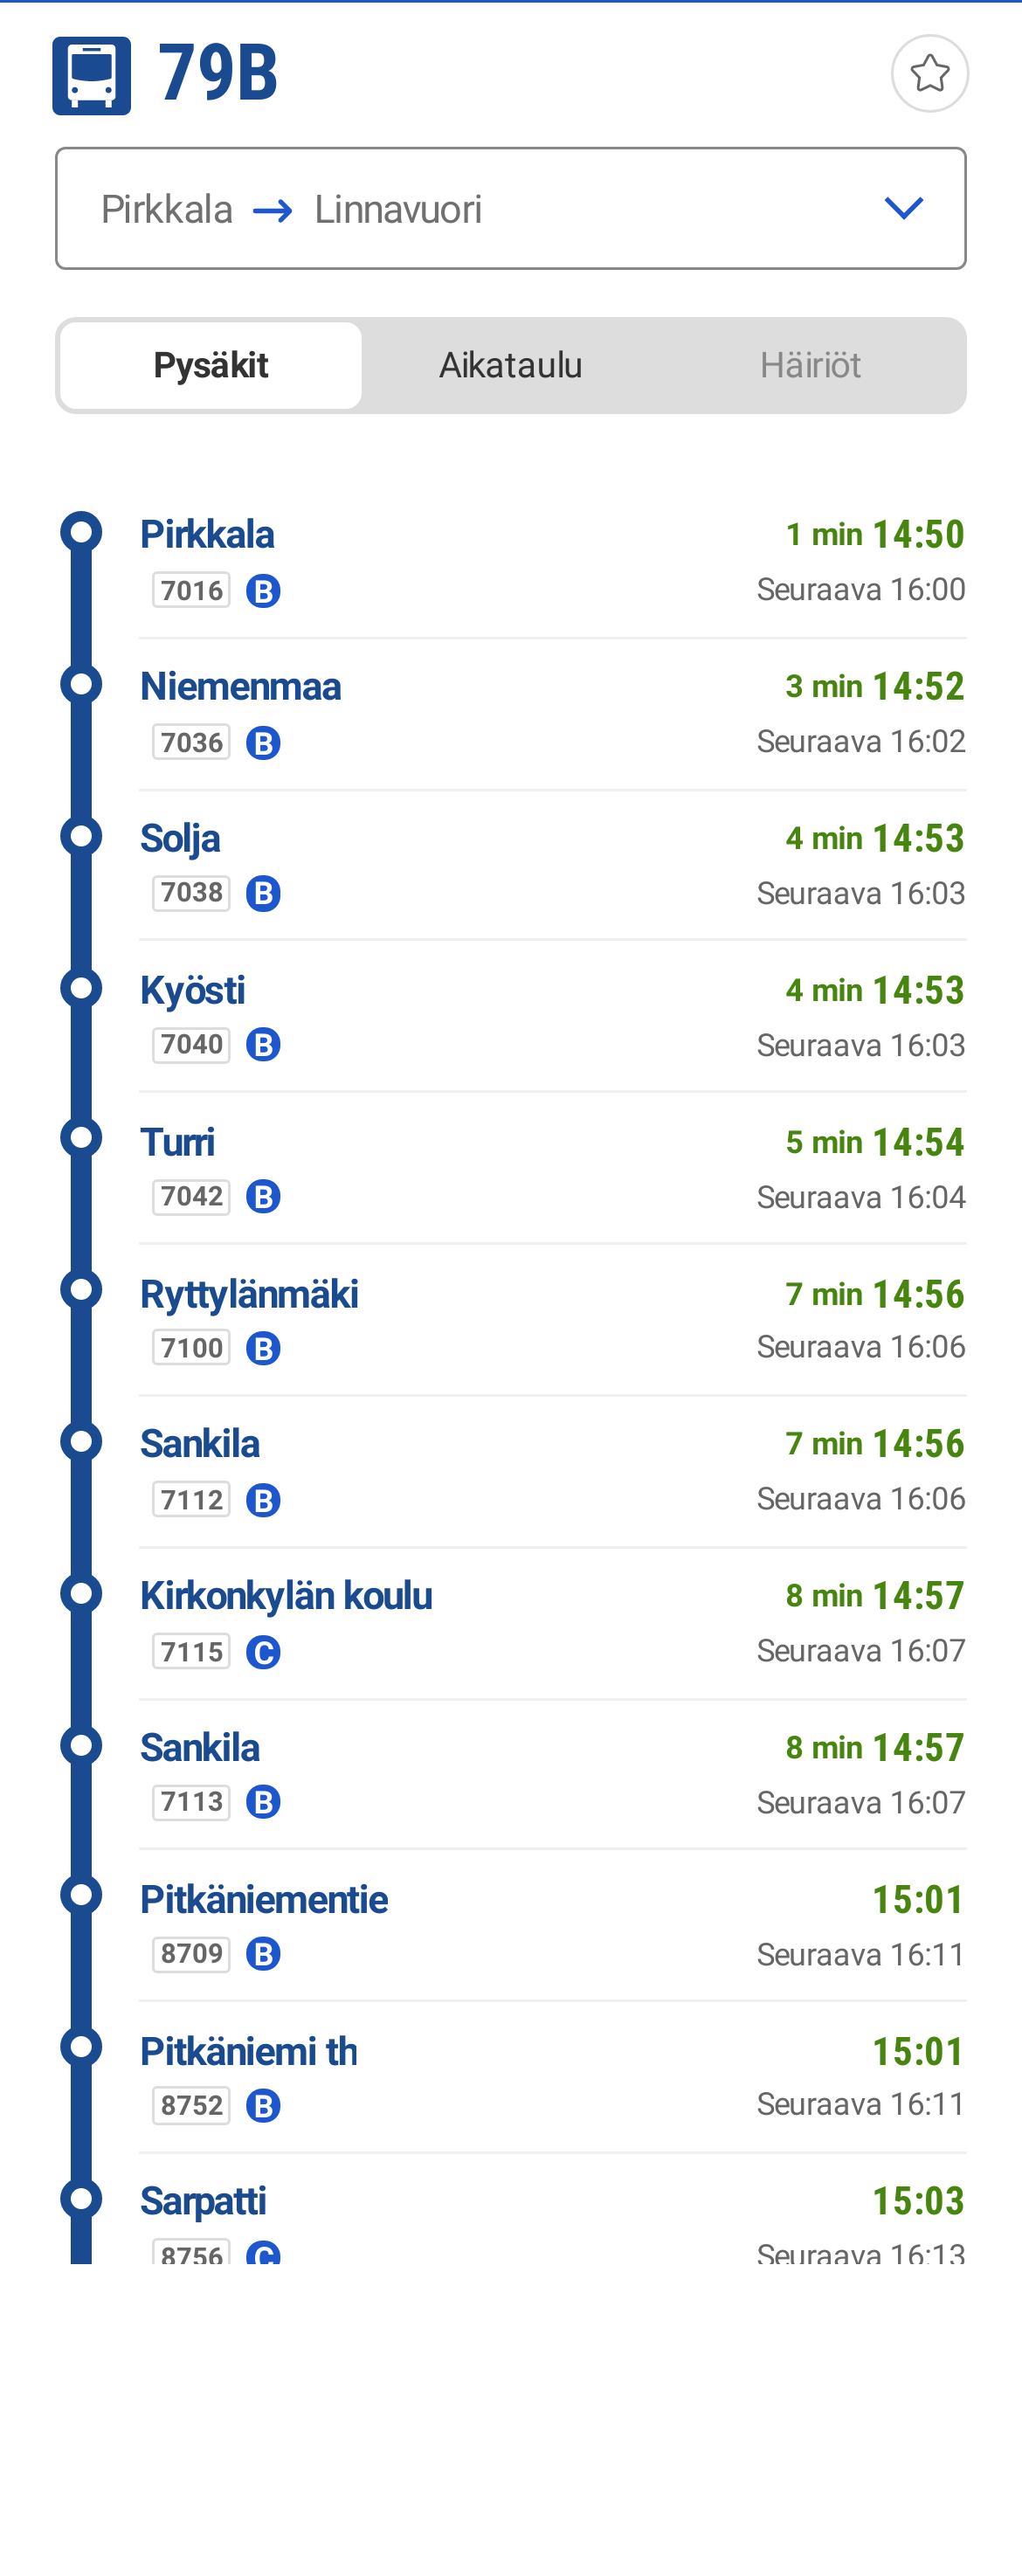 79B
Pirkkala → Linnavuori
Pysäkit Aikataulu Häiriöt
Pirkkala 1 min 14:50
7016 B Seuraava 16:00
Niemenmaa 3 min 14:52
7036 B Seuraava 16:02
Solja 4 min 14:53
7038 B Seuraava 16:03
Kyösti 4 min 14:53
7040 B Seuraava 16:03
Turri 5 min 14:54
7042 B Seuraava 16:04
Ryttylänmäki 7 min 14:56
7100 B Seuraava 16:06
Sankila 7 min 14:56
7112 B Seuraava 16:06
Kirkonkylän koulu 8 min 14:57
7115 C Seuraava 16:07
Sankila 8 min 14:57
7113 B Seuraava 16:07
Pitkäniementie 15:01
8709 B Seuraava 16:11
Pitkäniemi th 15:01
8752 B Seuraava 16:11
Sarpatti 15:03
8756 C Seuraava 16:13